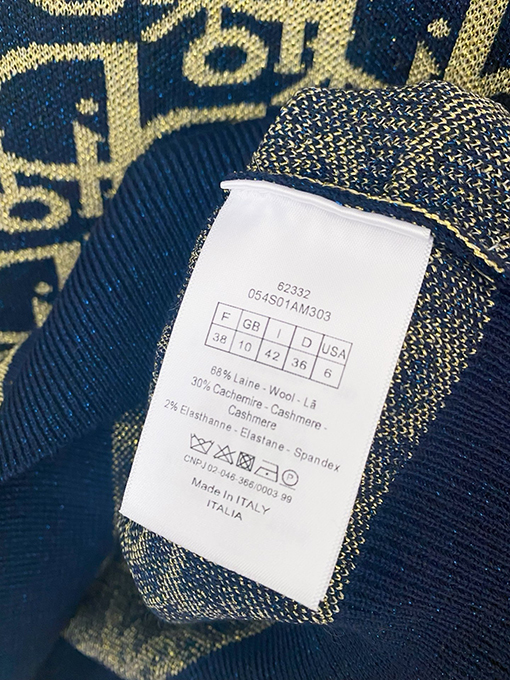 62332
054S01AM303
F GB I D USA
38 10 42 36 6
68% Laine - Wool - Lã
30% Cachemire - Cashmere -
Cashmere
2% Elasthanne - Elastane - Spandex
P
CNPJ 02-046-366/0003 99
Made In ITALY
ITALIA